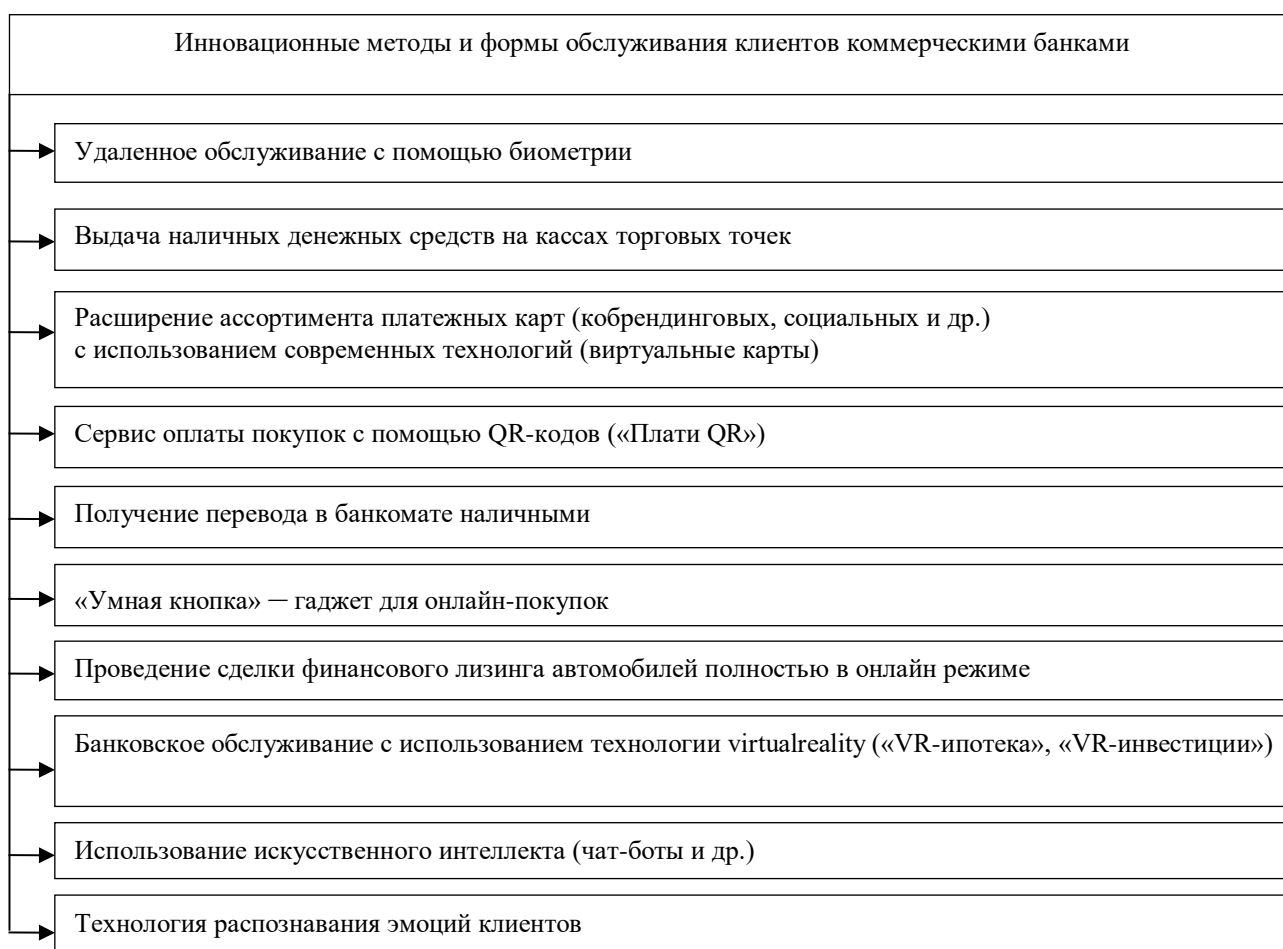 Инновационные методы и формы обслуживания клиентов коммерческими банками
Удаленное обслуживание с помощью биометрии
Выдача наличных денежных средств на кассах торговых точек
Расширение ассортимента платежных карт (кобрендинговых, социальных и др.)
с использованием современных технологий (виртуальные карты)
Сервис оплаты покупок с помощью QR-кодов («Плати QR»)
Получение перевода в банкомате наличными
«Умная кнопка» — гаджет для онлайн-покупок
Проведение сделки финансового лизинга автомобилей полностью в онлайн режиме
Банковское обслуживание с использованием технологии virtualreality («VR-ипотека», «VR-инвестиции»)
Использование искусственного интеллекта (чат-боты и др.)
Технология распознавания эмоций клиентов